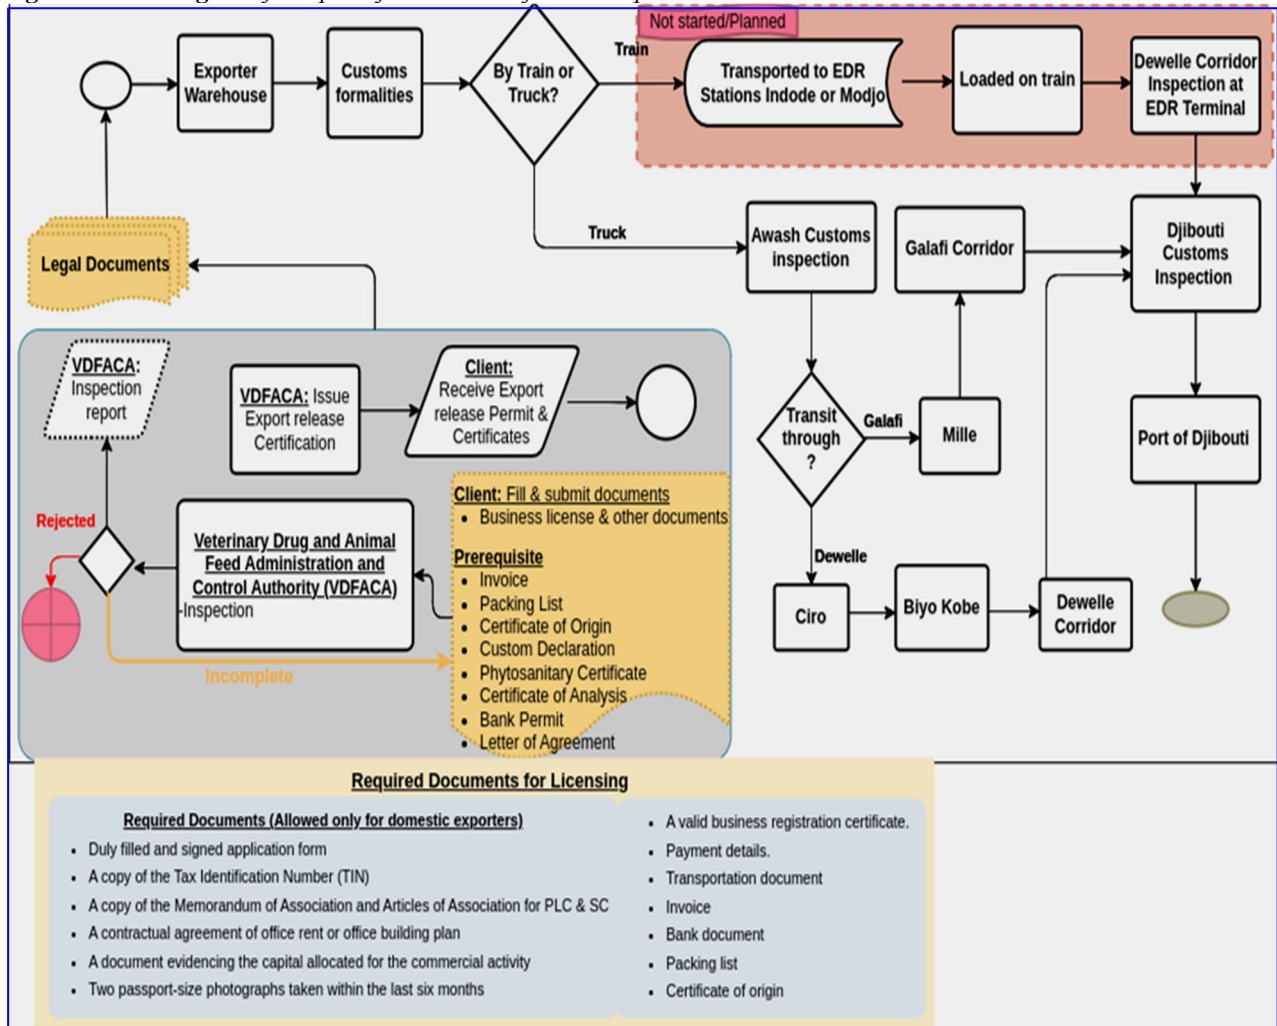 Not started/Planned
Train
Exporter
Warehouse
Customs
formalities
By Train or
Truck?
Transported to EDR
Stations Indode or Modjo
Loaded on train
Dewelle Corridor
Inspection at
EDR Terminal
Truck
Awash Customs
inspection
Galafi Corridor
Djibouti
Customs
Inspection
Legal Documents
VDFACA:
Inspection
report
VDFACA: Issue
Export release
Certification
Client:
Receive Export
release Permit &
Certificates
Transit
through
?
Galafi
Mille
Port of Djibouti
Rejected
Veterinary Drug and Animal
Feed Administration and
Control Authority (VDFACA)
-Inspection
Incomplete
Client: Fill & submit documents
• Business license & other documents
Prerequisite
• Invoice
• Packing List
• Certificate of Origin
• Custom Declaration
• Phytosanitary Certificate
• Certificate of Analysis
• Bank Permit
• Letter of Agreement
Dewelle
Ciro
Biyo Kobe
Dewelle
Corridor
Required Documents for Licensing
Required Documents (Allowed only for domestic exporters)
• Duly filled and signed application form
• A copy of the Tax Identification Number (TIN)
• A copy of the Memorandum of Association and Articles of Association for PLC & SC
• A contractual agreement of office rent or office building plan
• A document evidencing the capital allocated for the commercial activity
• Two passport-size photographs taken within the last six months
• A valid business registration certificate.
• Payment details.
• Transportation document
• Invoice
• Bank document
• Packing list
• Certificate of origin